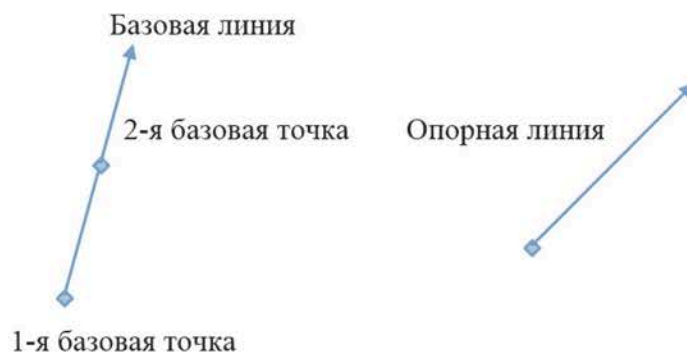 Базовая линия
2-я базовая точка
Опорная линия
1-я базовая точка